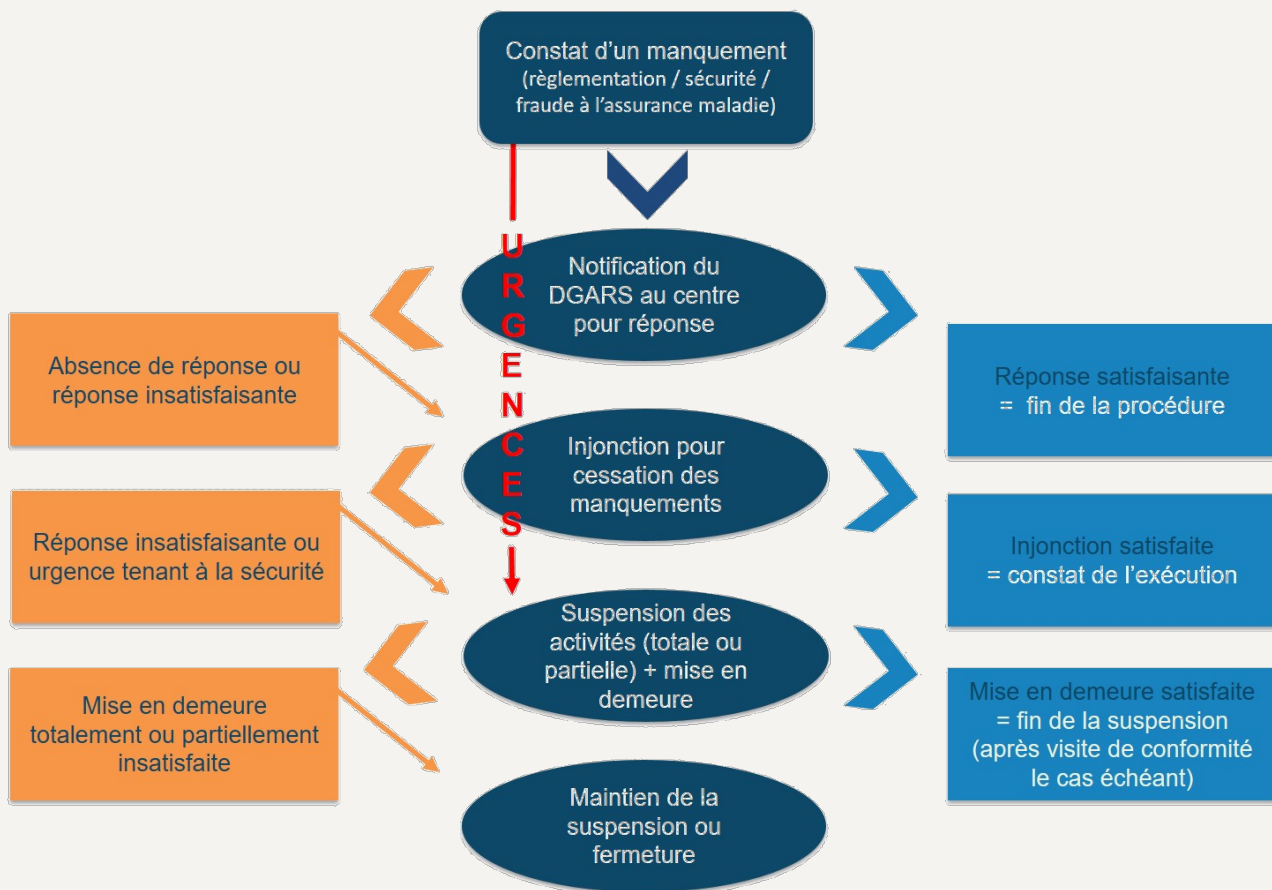 Constat d'un manquement
(règlementation / sécurité /
fraude à l'assurance maladie)
URGENCES
Notification du
DGARS au centre
pour réponse
Absence de réponse ou
réponse insatisfaisante
Réponse satisfaisante
= fin de la procédure
Injonction pour
cessation des
manquements
Réponse insatisfaisante ou
urgence tenant à la sécurité
Injonction satisfaite
= constat de l'exécution
Suspension des
activités (totale ou
partielle) + mise en
demeure
Mise en demeure
totalement ou partiellement
insatisfaite
Mise en demeure satisfaite
= fin de la suspension
(après visite de conformité
le cas échéant)
Maintien de la
suspension ou
fermeture